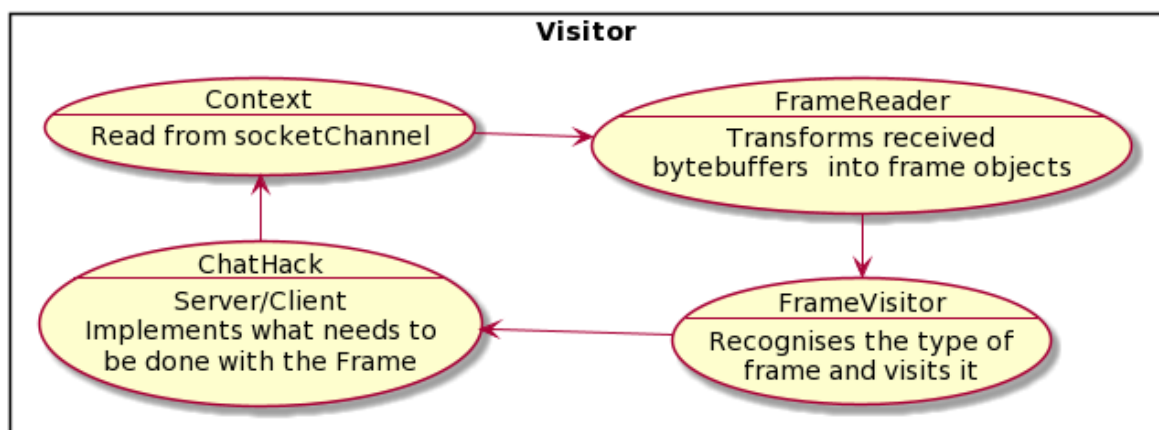 Visitor
Context
Read from socketChannel
FrameReader
Transforms received
bytebuffers  into frame objects
ChatHack
Server/Client
Implements what needs to
be done with the Frame
FrameVisitor
Recognises the type of
frame and visits it